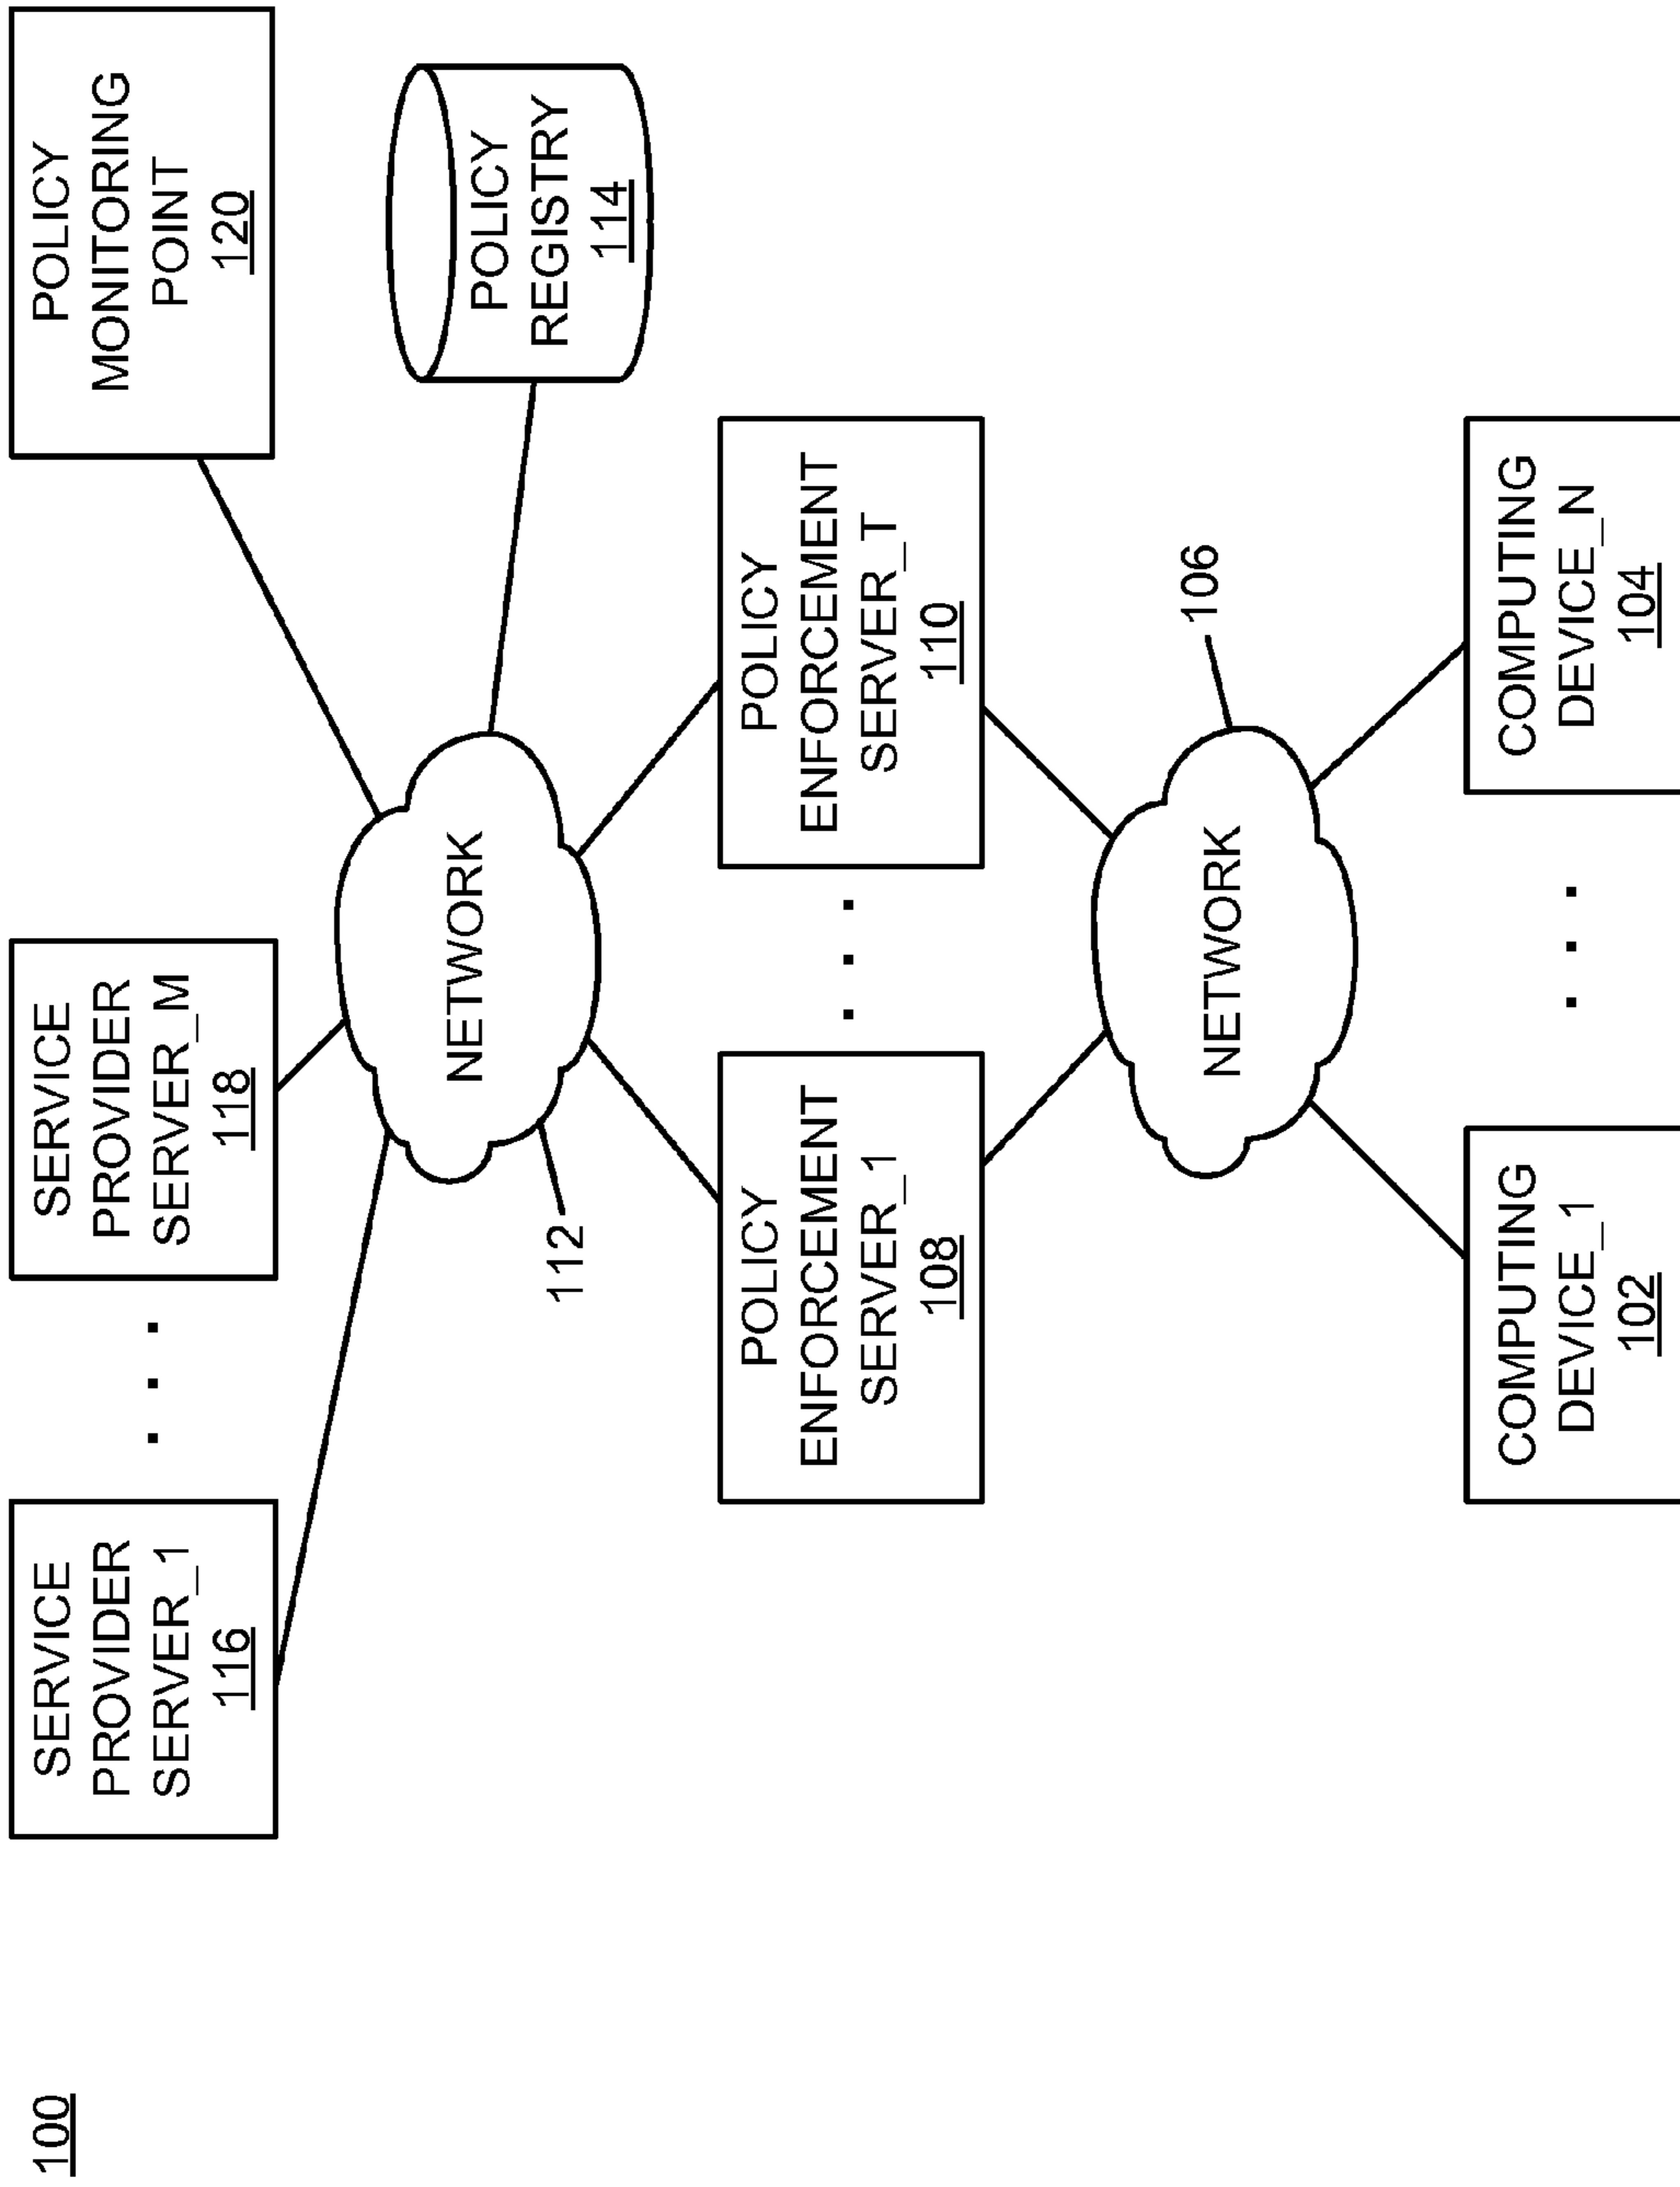 100
SERVICE
PROVIDER
SERVER_1
116
. . .
SERVICE
PROVIDER
SERVER_M
118
POLICY
MONITORING
POINT
120
NETWORK
112
POLICY
REGISTRY
114
POLICY
ENFORCEMENT
SERVER_1
108
. . .
POLICY
ENFORCEMENT
SERVER_T
110
NETWORK
106
COMPUTING
DEVICE_1
102
. . .
COMPUTING
DEVICE_N
104